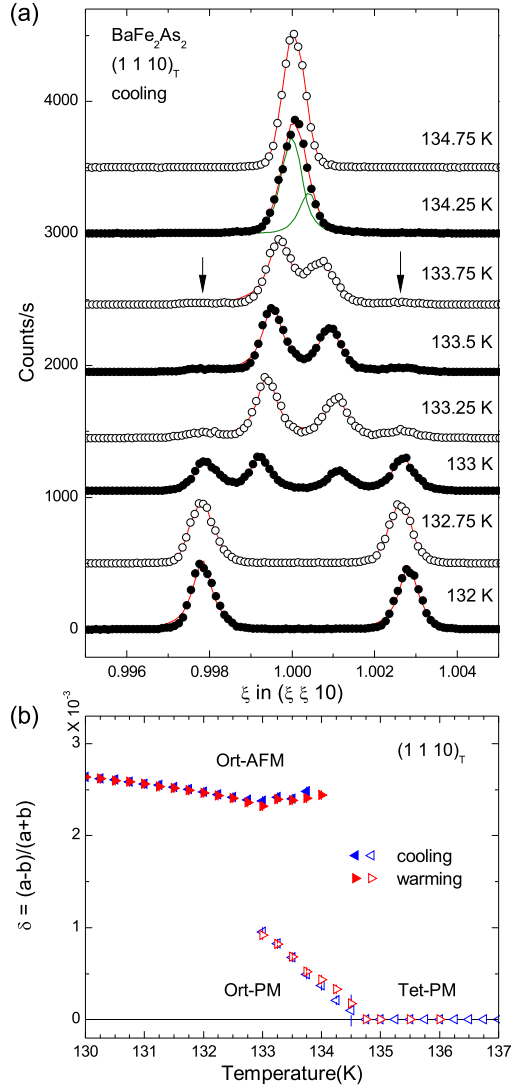 (a)
BaFe₂As₂
(1 1 10)_T
cooling
134.75 K
134.25 K
133.75 K
133.5 K
133.25 K
133 K
132.75 K
132 K
Counts/s
4000
3000
2000
1000
0
0.996
0.998
1.000
1.002
1.004
ξ in (ξ ξ 10)
(b)
X 10⁻³
3
2
1
0
δ = (a-b)/(a+b)
Ort-AFM
(1 1 10)_T
cooling
warming
Ort-PM
Tet-PM
130
131
132
133
134
135
136
137
Temperature(K)